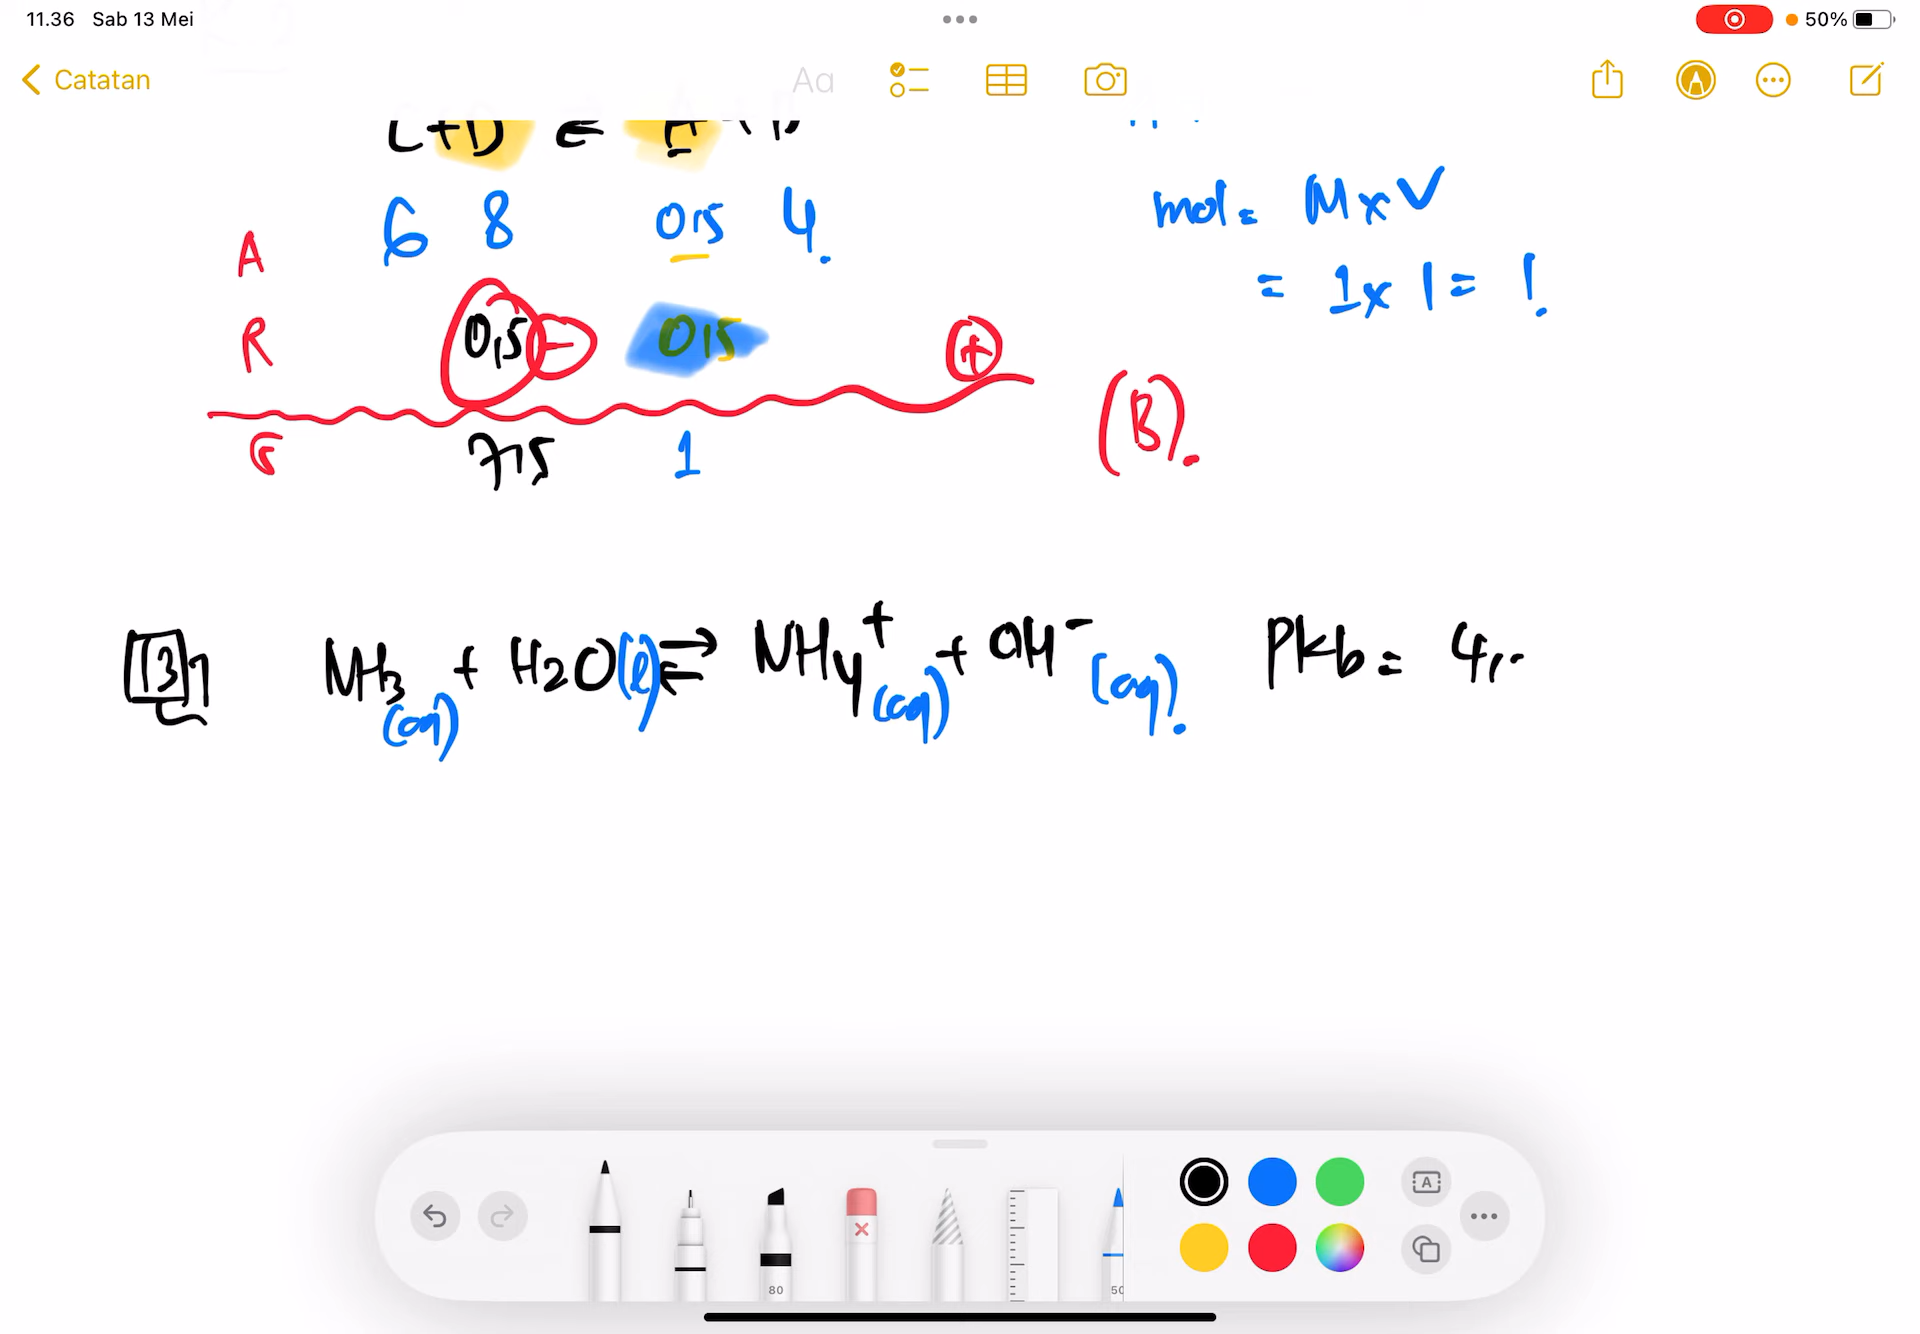 11.36 Sab 13 Mei
50%
Catatan
Aa
C+D ⇌ A + B
mol = M x V
A 6 8 0,5 4.
= 1 x 1 = 1.
R 0,5 - 0,5 +
(B).
S 7,5 1
13 NH3 (aq) + H2O(l) ⇌ NH4+ (aq) + OH- (aq). Pkb = 4,
80
50
A